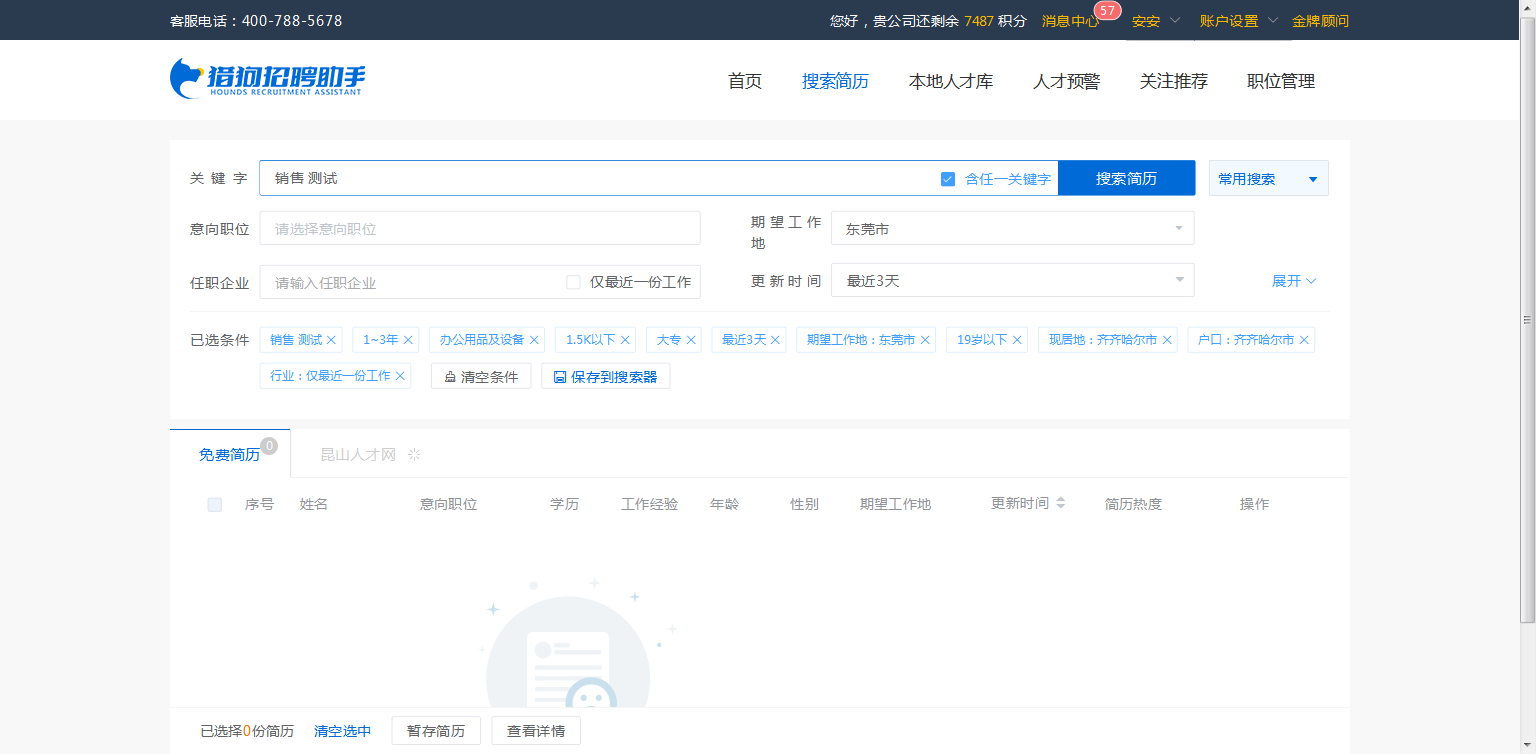 客服电话：400-788-5678
您好，贵公司还剩余 7487 积分 消息中心 57 安安 账户设置 金牌顾问
猎狗招聘助手
HOUNDS RECRUITMENT ASSISTANT
首页 搜索简历 本地人才库 人才预警 关注推荐 职位管理
关键字 销售 测试 含任一关键字 搜索简历 常用搜索
意向职位 请选择意向职位 期望工作地 东莞市
任职企业 请输入任职企业 仅最近一份工作 更新时间 最近3天 展开
已选条件 销售 测试 1~3年 办公用品及设备 1.5K以下 大专 最近3天 期望工作地：东莞市 19岁以下 现居地：齐齐哈尔市 户口：齐齐哈尔市
行业：仅最近一份工作 清空条件 保存到搜索器
免费简历 0 昆山人才网
序号 姓名 意向职位 学历 工作经验 年龄 性别 期望工作地 更新时间 简历热度 操作
已选择0份简历 清空选中 暂存简历 查看详情